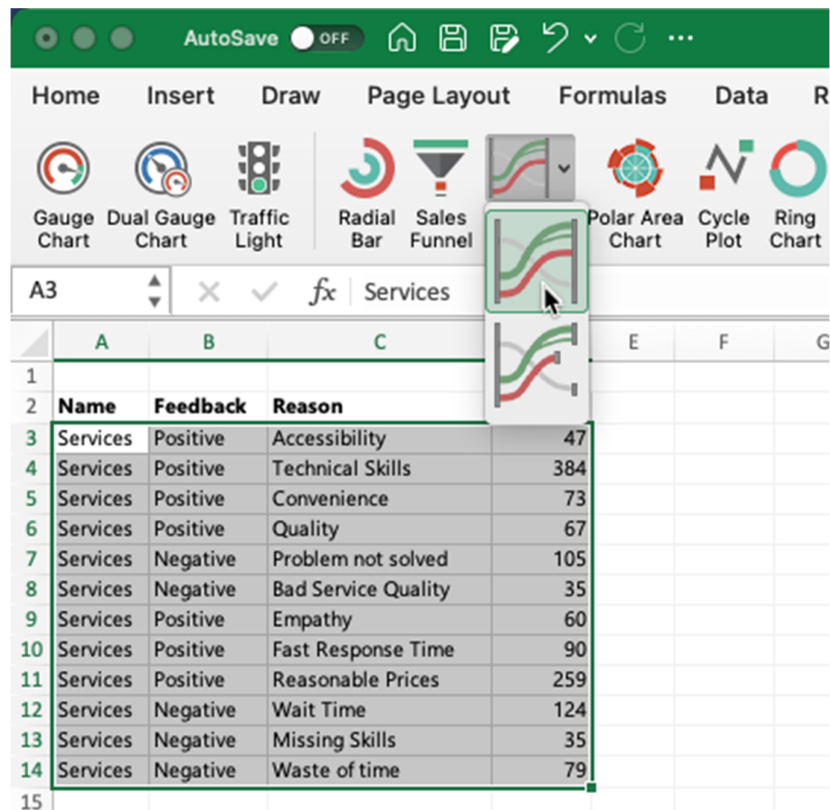 AutoSave OFF
Home Insert Draw Page Layout Formulas Data R
Gauge Chart Dual Gauge Chart Traffic Light Radial Bar Sales Funnel Polar Area Chart Cycle Plot Ring Chart
A3 fx Services
A B C E F G
1
2 Name Feedback Reason
3 Services Positive Accessibility 47
4 Services Positive Technical Skills 384
5 Services Positive Convenience 73
6 Services Positive Quality 67
7 Services Negative Problem not solved 105
8 Services Negative Bad Service Quality 35
9 Services Positive Empathy 60
10 Services Positive Fast Response Time 90
11 Services Positive Reasonable Prices 259
12 Services Negative Wait Time 124
13 Services Negative Missing Skills 35
14 Services Negative Waste of time 79
15